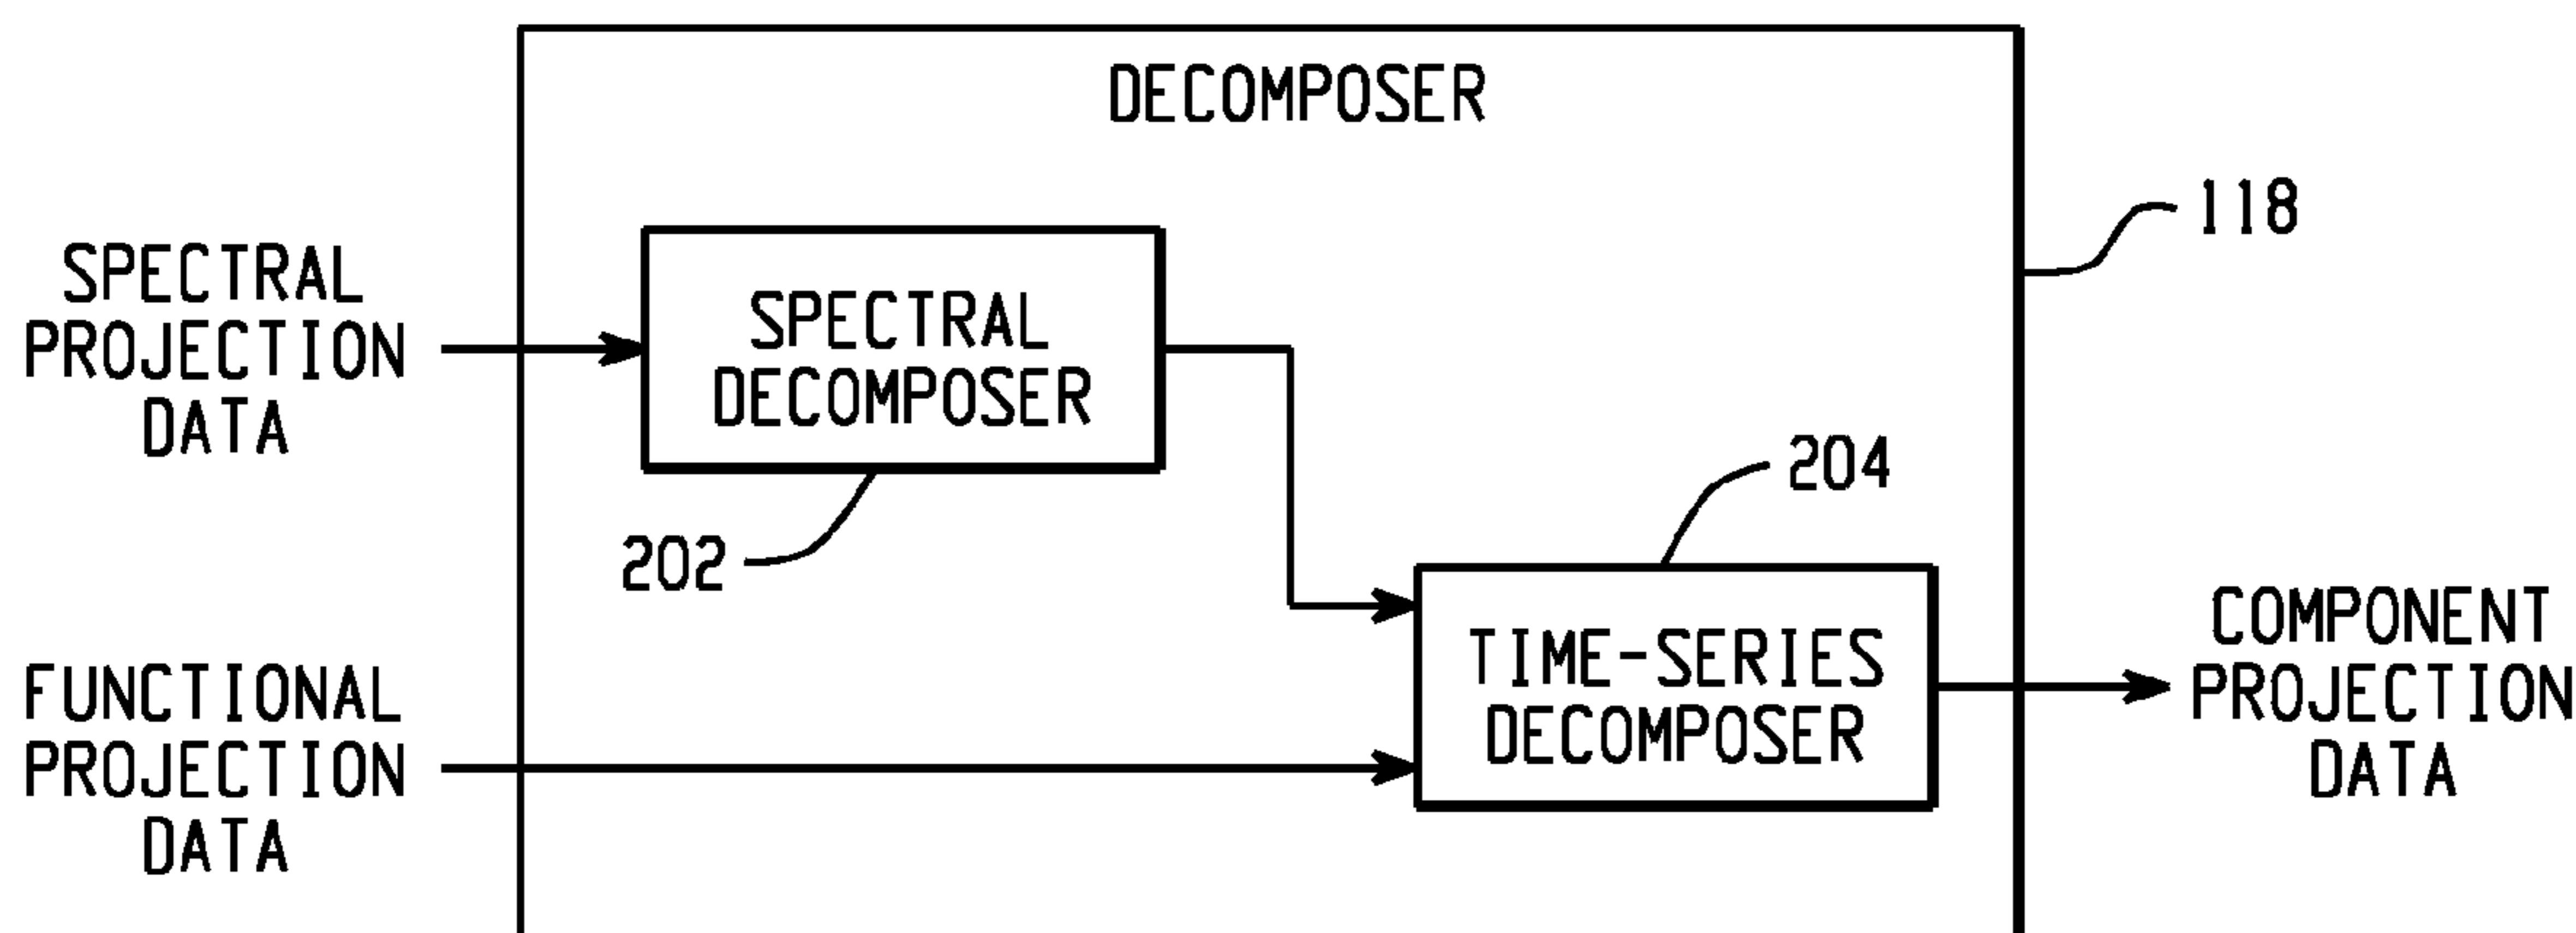 DECOMPOSER
118
SPECTRAL
PROJECTION
DATA
SPECTRAL
DECOMPOSER
202
204
FUNCTIONAL
PROJECTION
DATA
TIME-SERIES
DECOMPOSER
COMPONENT
PROJECTION
DATA